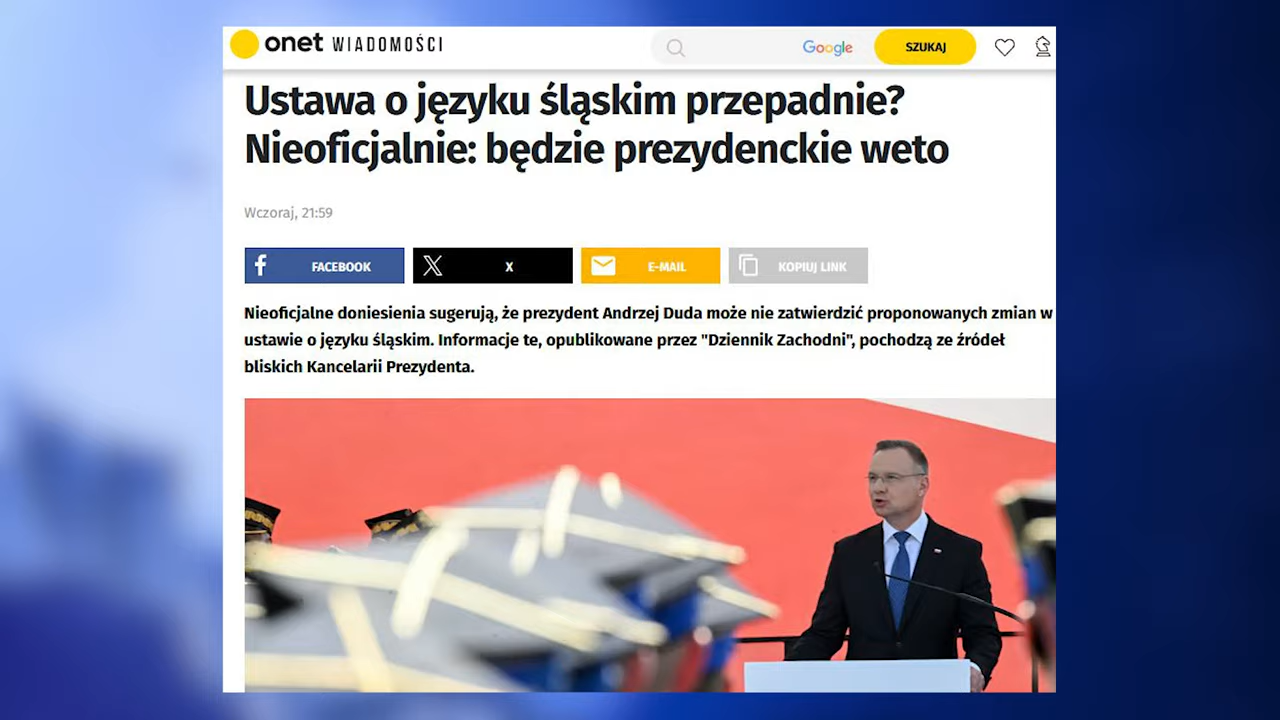 onet WIADOMOŚCI
Google
SZUKAJ
Ustawa o języku śląskim przepadnie?
Nieoficjalnie: będzie prezydenckie weto
Wczoraj, 21:59
FACEBOOK
X
E-MAIL
KOPIUJ LINK
Nieoficjalne doniesienia sugerują, że prezydent Andrzej Duda może nie zatwierdzić proponowanych zmian w
ustawie o języku śląskim. Informacje te, opublikowane przez "Dziennik Zachodni", pochodzą ze źródeł
bliskich Kancelarii Prezydenta.